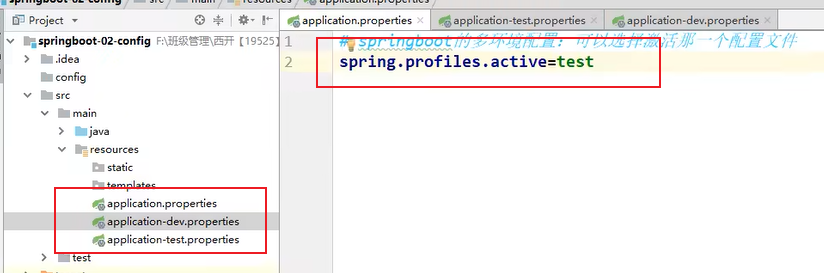 springboot-02-config
src
main
resources
application.properties
Project
application.properties
application-test.properties
application-dev.properties
springboot-02-config F:\班级管理\西开【19525】
.idea
config
src
main
java
resources
static
templates
application.properties
application-dev.properties
application-test.properties
test
1
# springboot的多环境配置：可以选择激活那一个配置文件
2
spring.profiles.active=test